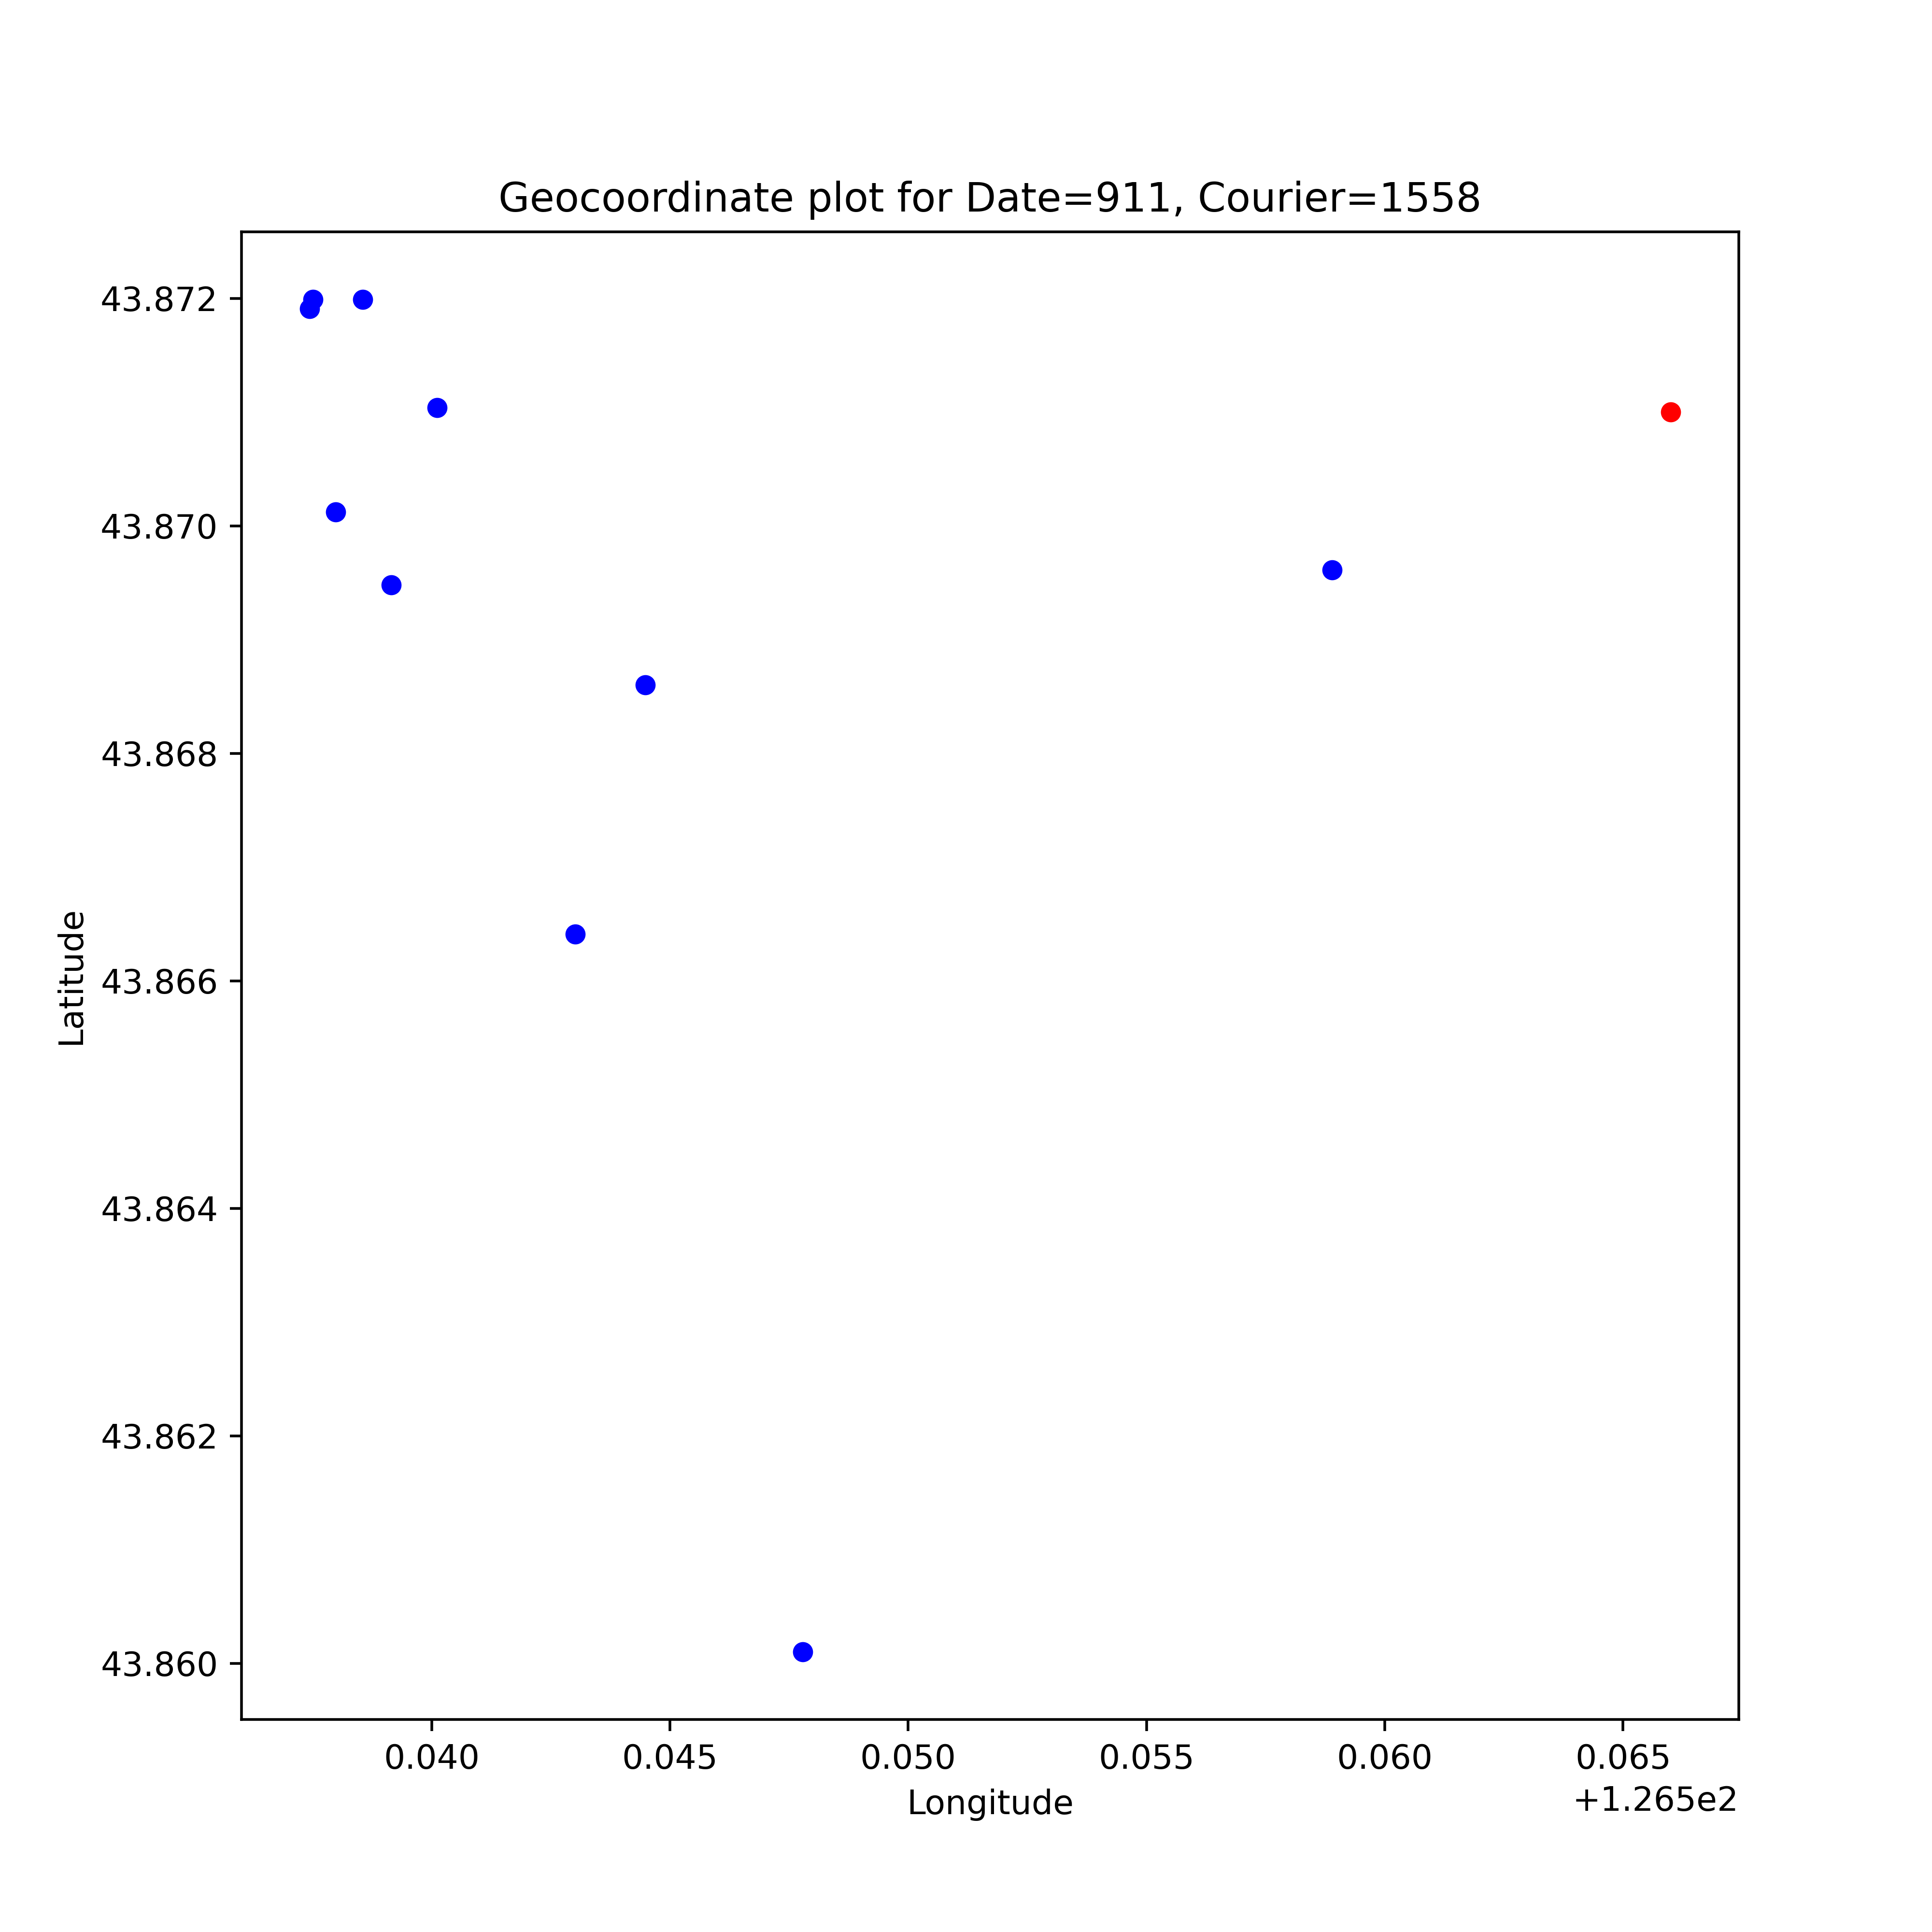 Geocoordinate plot for Date=911, Courier=1558
43.872
43.870
43.868
43.866
43.864
43.862
43.860
Latitude
0.040 0.045 0.050 0.055 0.060 0.065
Longitude
+1.265e2